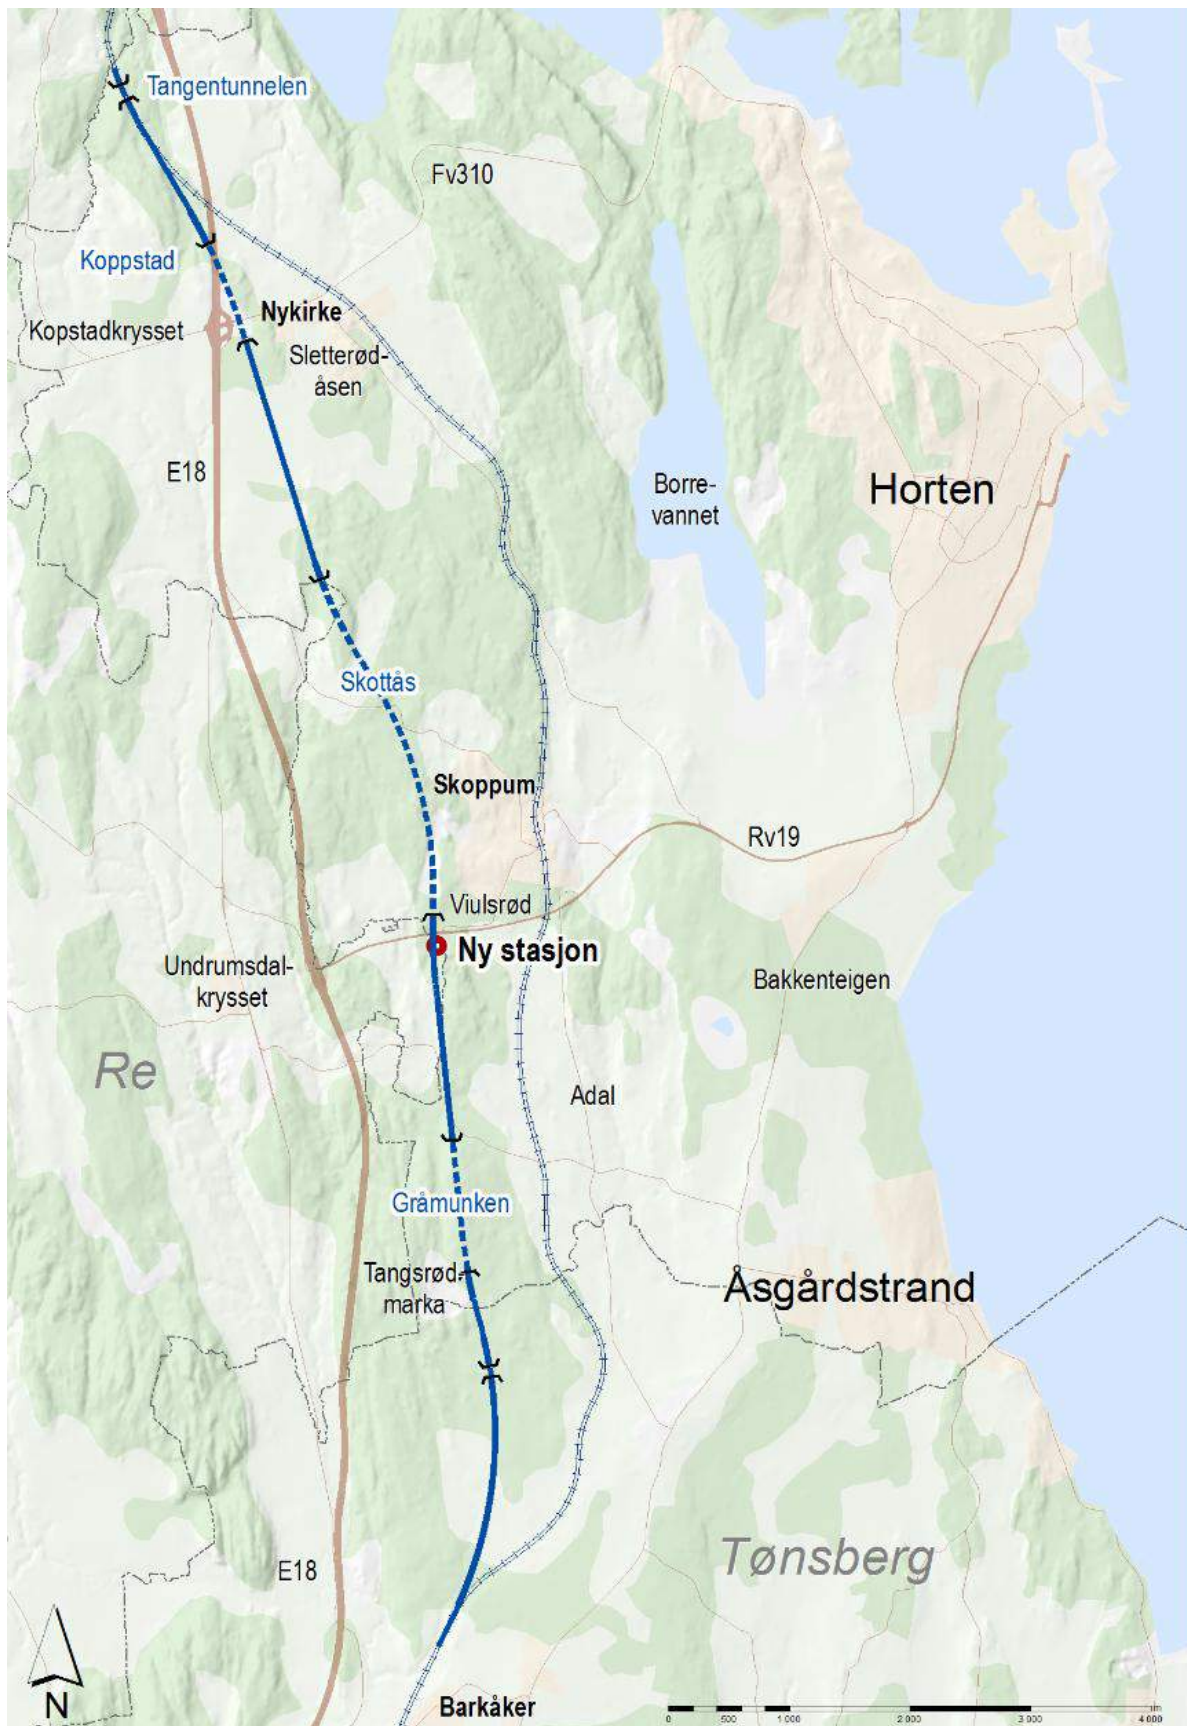 Tangentunnelen
Fv310
Koppstad
Nykirke
Kopstadkrysset
Sletterød-
åsen
E18
Borre-
vannet
Horten
Skottås
Skoppum
Rv19
Viulsrød
Ny stasjon
Undrumsdal-
krysset
Bakkenteigen
Re
Adal
Gråmunken
Tangsrød-
marka
Åsgårdstrand
Tønsberg
E18
N
Barkåker
0 500 1 000 2 000 3 000 4 000